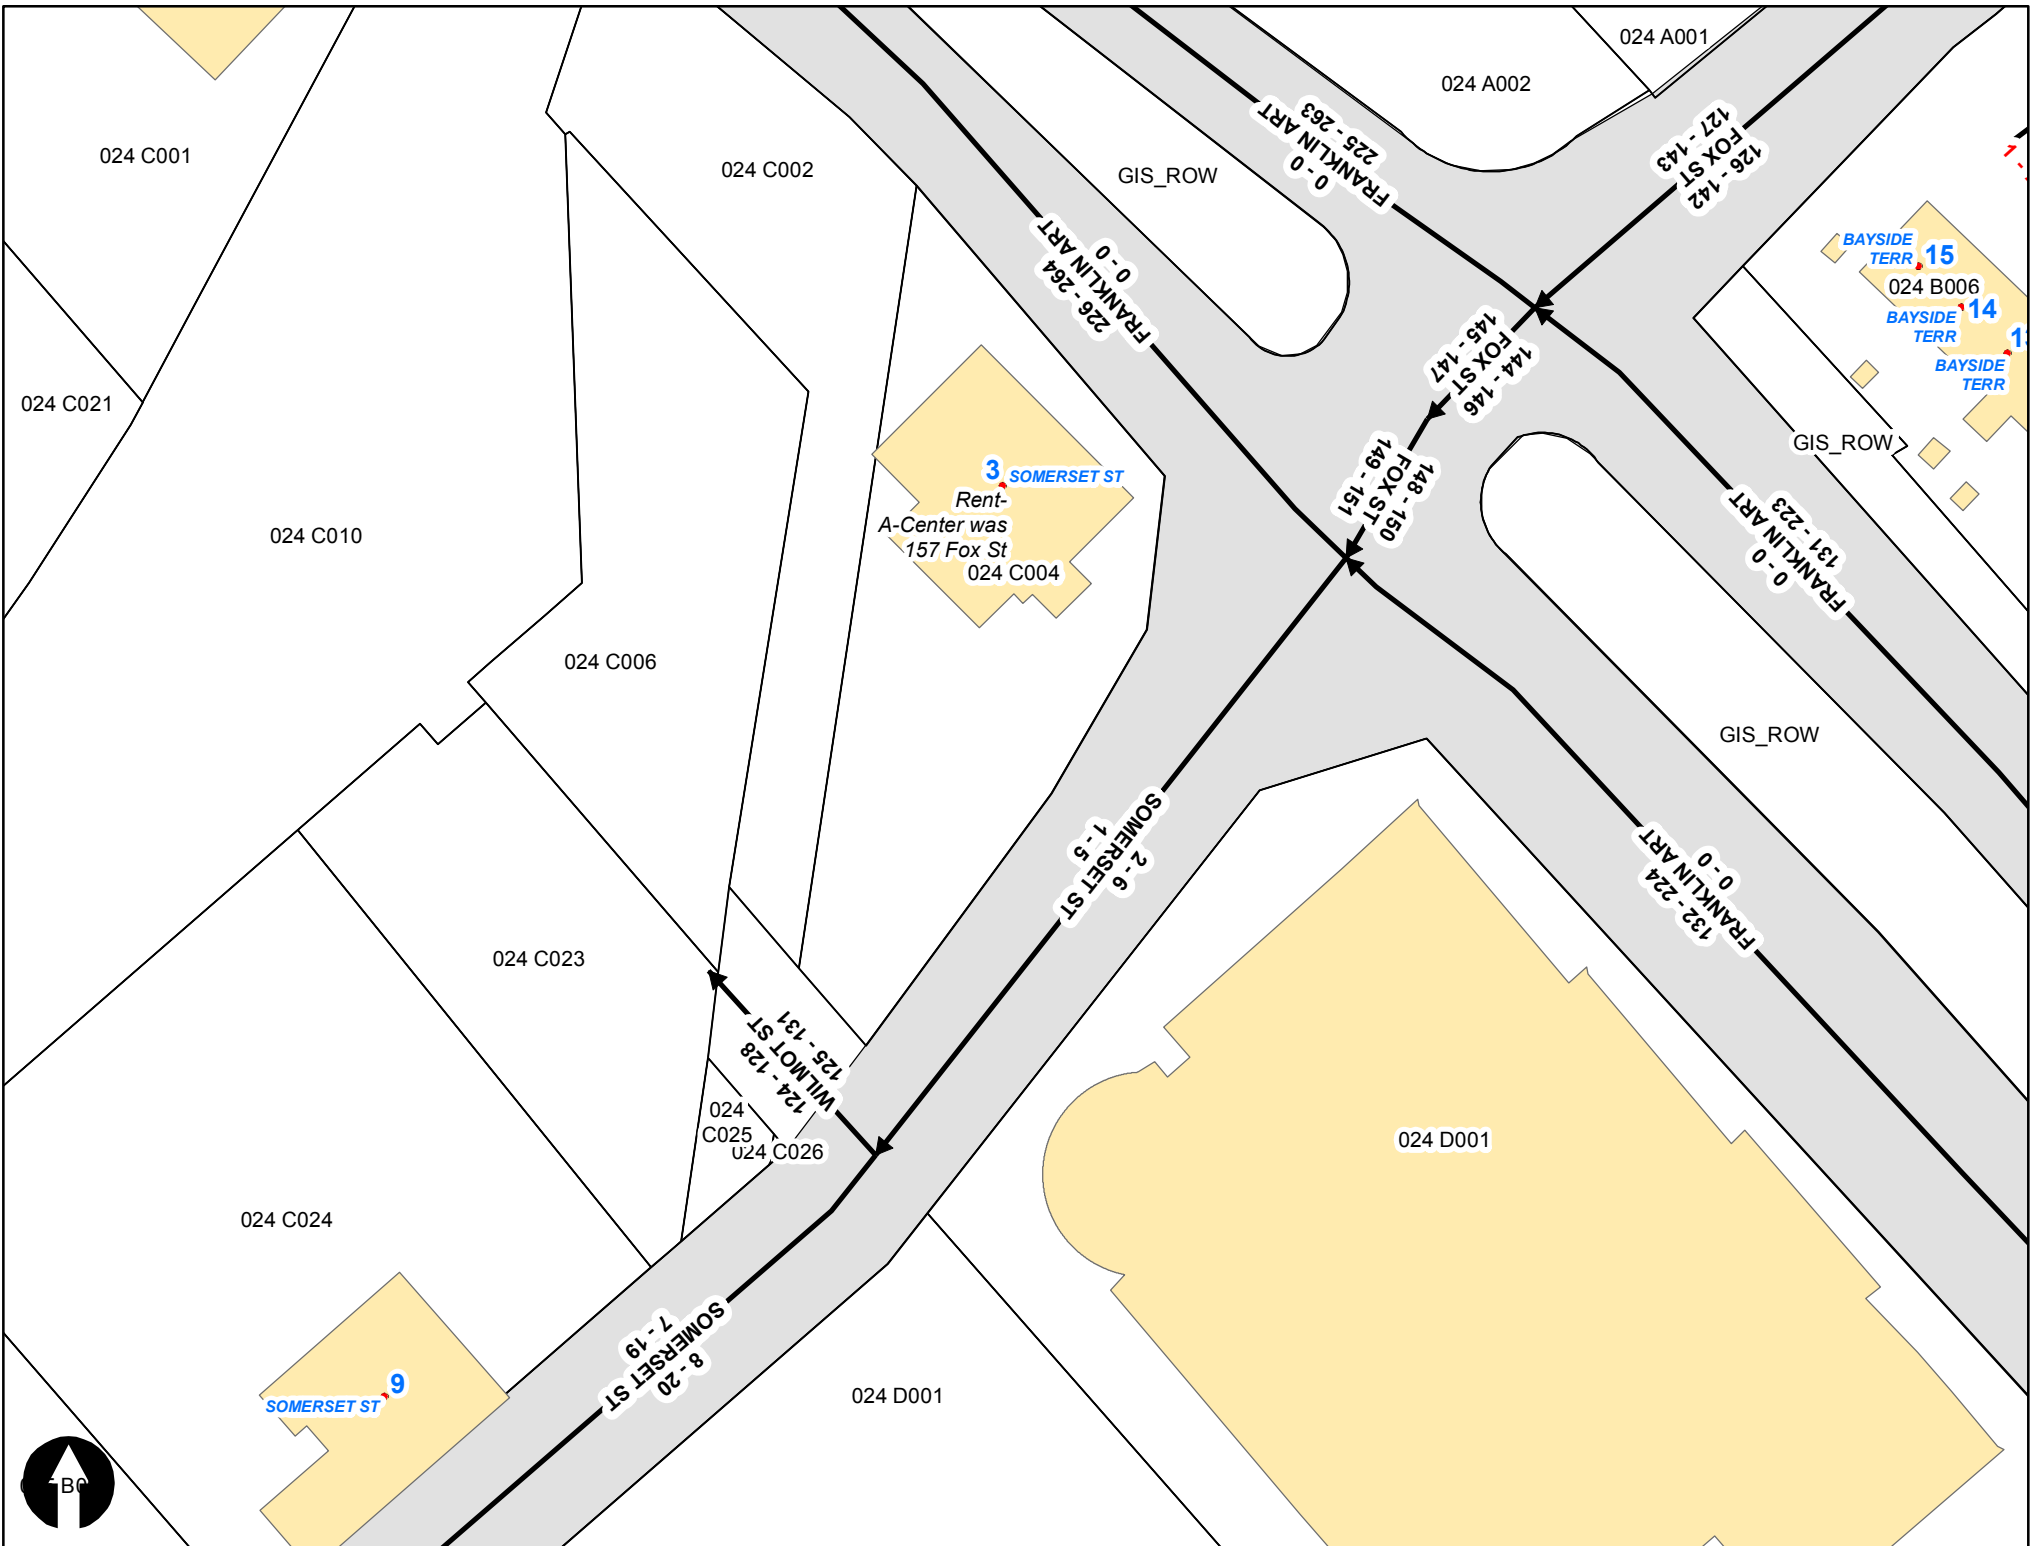 024 A001
024 A002
024 C001
024 C002
GIS_ROW
225 - 263
FRANKLIN ART
0 - 0
127 - 143
FOX ST
126 - 142
BAYSIDE
TERR
15
024 B006
BAYSIDE
TERR
14
BAYSIDE
TERR
0 - 0
FRANKLIN ART
226 - 264
145 - 147
FOX ST
144 - 146
024 C021
GIS_ROW
149 - 151
FOX ST
148 - 150
3
SOMERSET ST
Rent-
A-Center was
157 Fox St
024 C004
024 C010
131 - 223
FRANKLIN ART
0 - 0
024 C006
GIS_ROW
1 - 5
SOMERSET ST
2 - 6
0 - 0
FRANKLIN ART
132 - 224
024 C023
125 - 131
WILMOT ST
124 - 128
024
C025
024 C026
024 D001
024 C024
7 - 19
SOMERSET ST
8 - 20
9
SOMERSET ST
024 D001